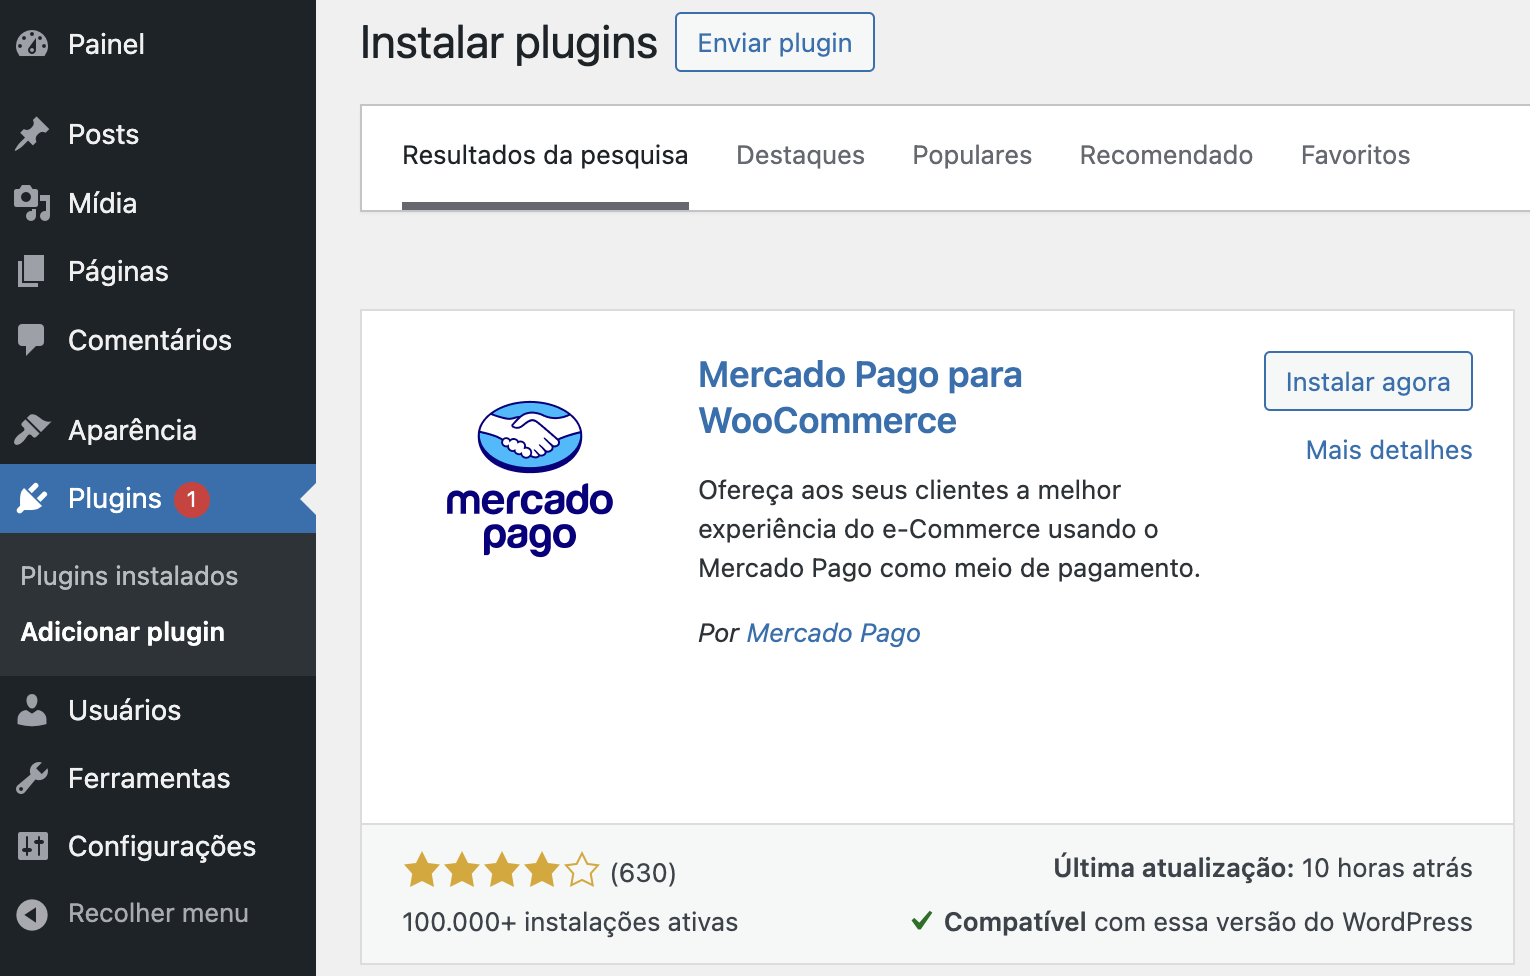 Painel
Posts
Mídia
Páginas
Comentários
Aparência
Plugins 1
Plugins instalados
Adicionar plugin
Usuários
Ferramentas
Configurações
Recolher menu
Instalar plugins Enviar plugin
Resultados da pesquisa Destaques Populares Recomendado Favoritos
mercado
pago
Mercado Pago para
WooCommerce
Ofereça aos seus clientes a melhor
experiência do e-Commerce usando o
Mercado Pago como meio de pagamento.
Por Mercado Pago
Instalar agora
Mais detalhes
(630)
100.000+ instalações ativas
Última atualização: 10 horas atrás
Compatível com essa versão do WordPress